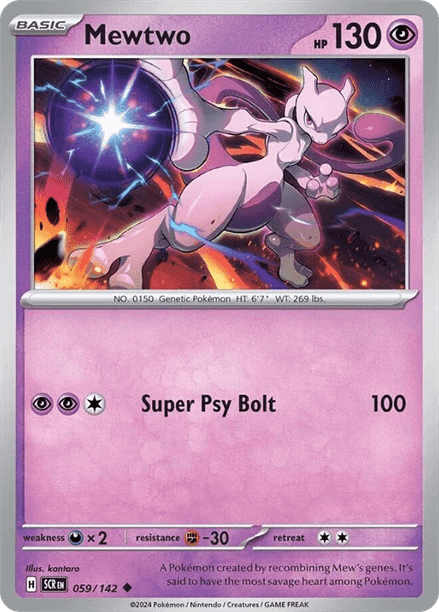 BASIC Mewtwo HP 130
NO. 0150 Genetic Pokémon HT: 6'7" WT: 269 lbs.
Super Psy Bolt 100
weakness ×2 resistance -30 retreat
Illus. kantaro
H SCR EN 059/142
A Pokémon created by recombining Mew's genes. It's
said to have the most savage heart among Pokémon.
©2024 Pokémon / Nintendo / Creatures / GAME FREAK